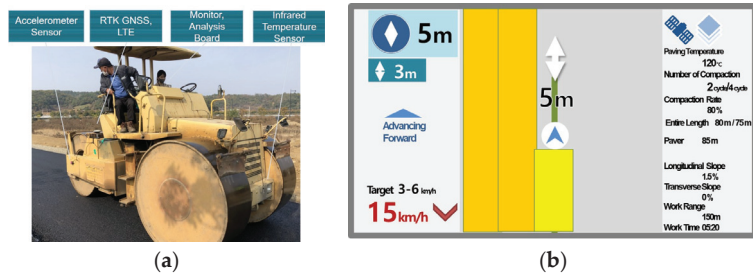 Accelerometer
Sensor
RTK GNSS,
LTE
Monitor,
Analysis
Board
Infrared
Temperature
Sensor
(a)
5m
3m
Advancing
Forward
Target 3-6 kmyh
15km/h
5m
Paving Temperature
120℃
Number of Compaction
2cycle/4cycle
Compaction Rate
80%
Entire Length 80m / 75m
Paver 85m
Longitudinal Slope
1.5%
Transverse Slope
0%
Work Range
150m
Work Time 05:20
(b)